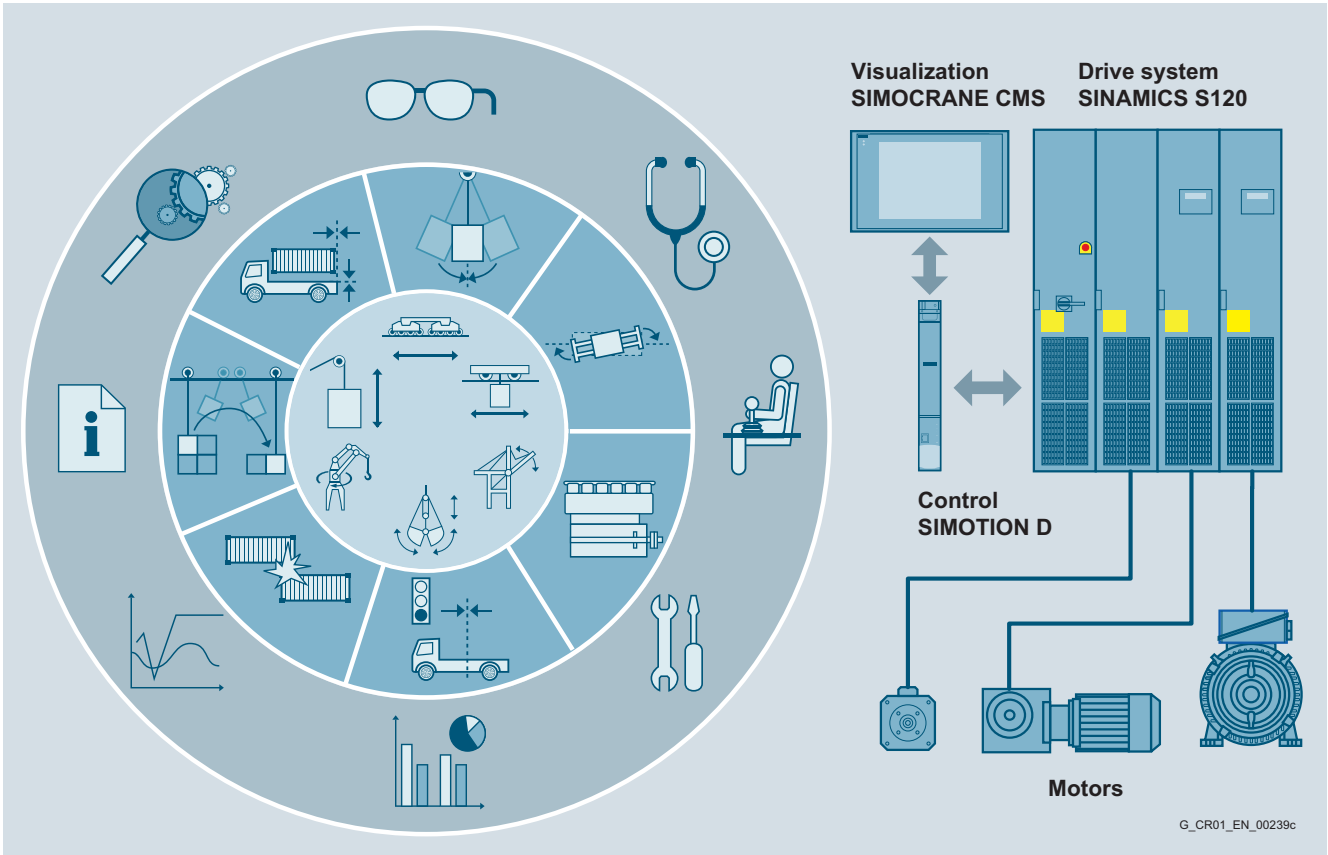 Visualization
SIMOCRANE CMS
Drive system
SINAMICS S120
i
Control
SIMOTION D
Motors
G_CR01_EN_00239c